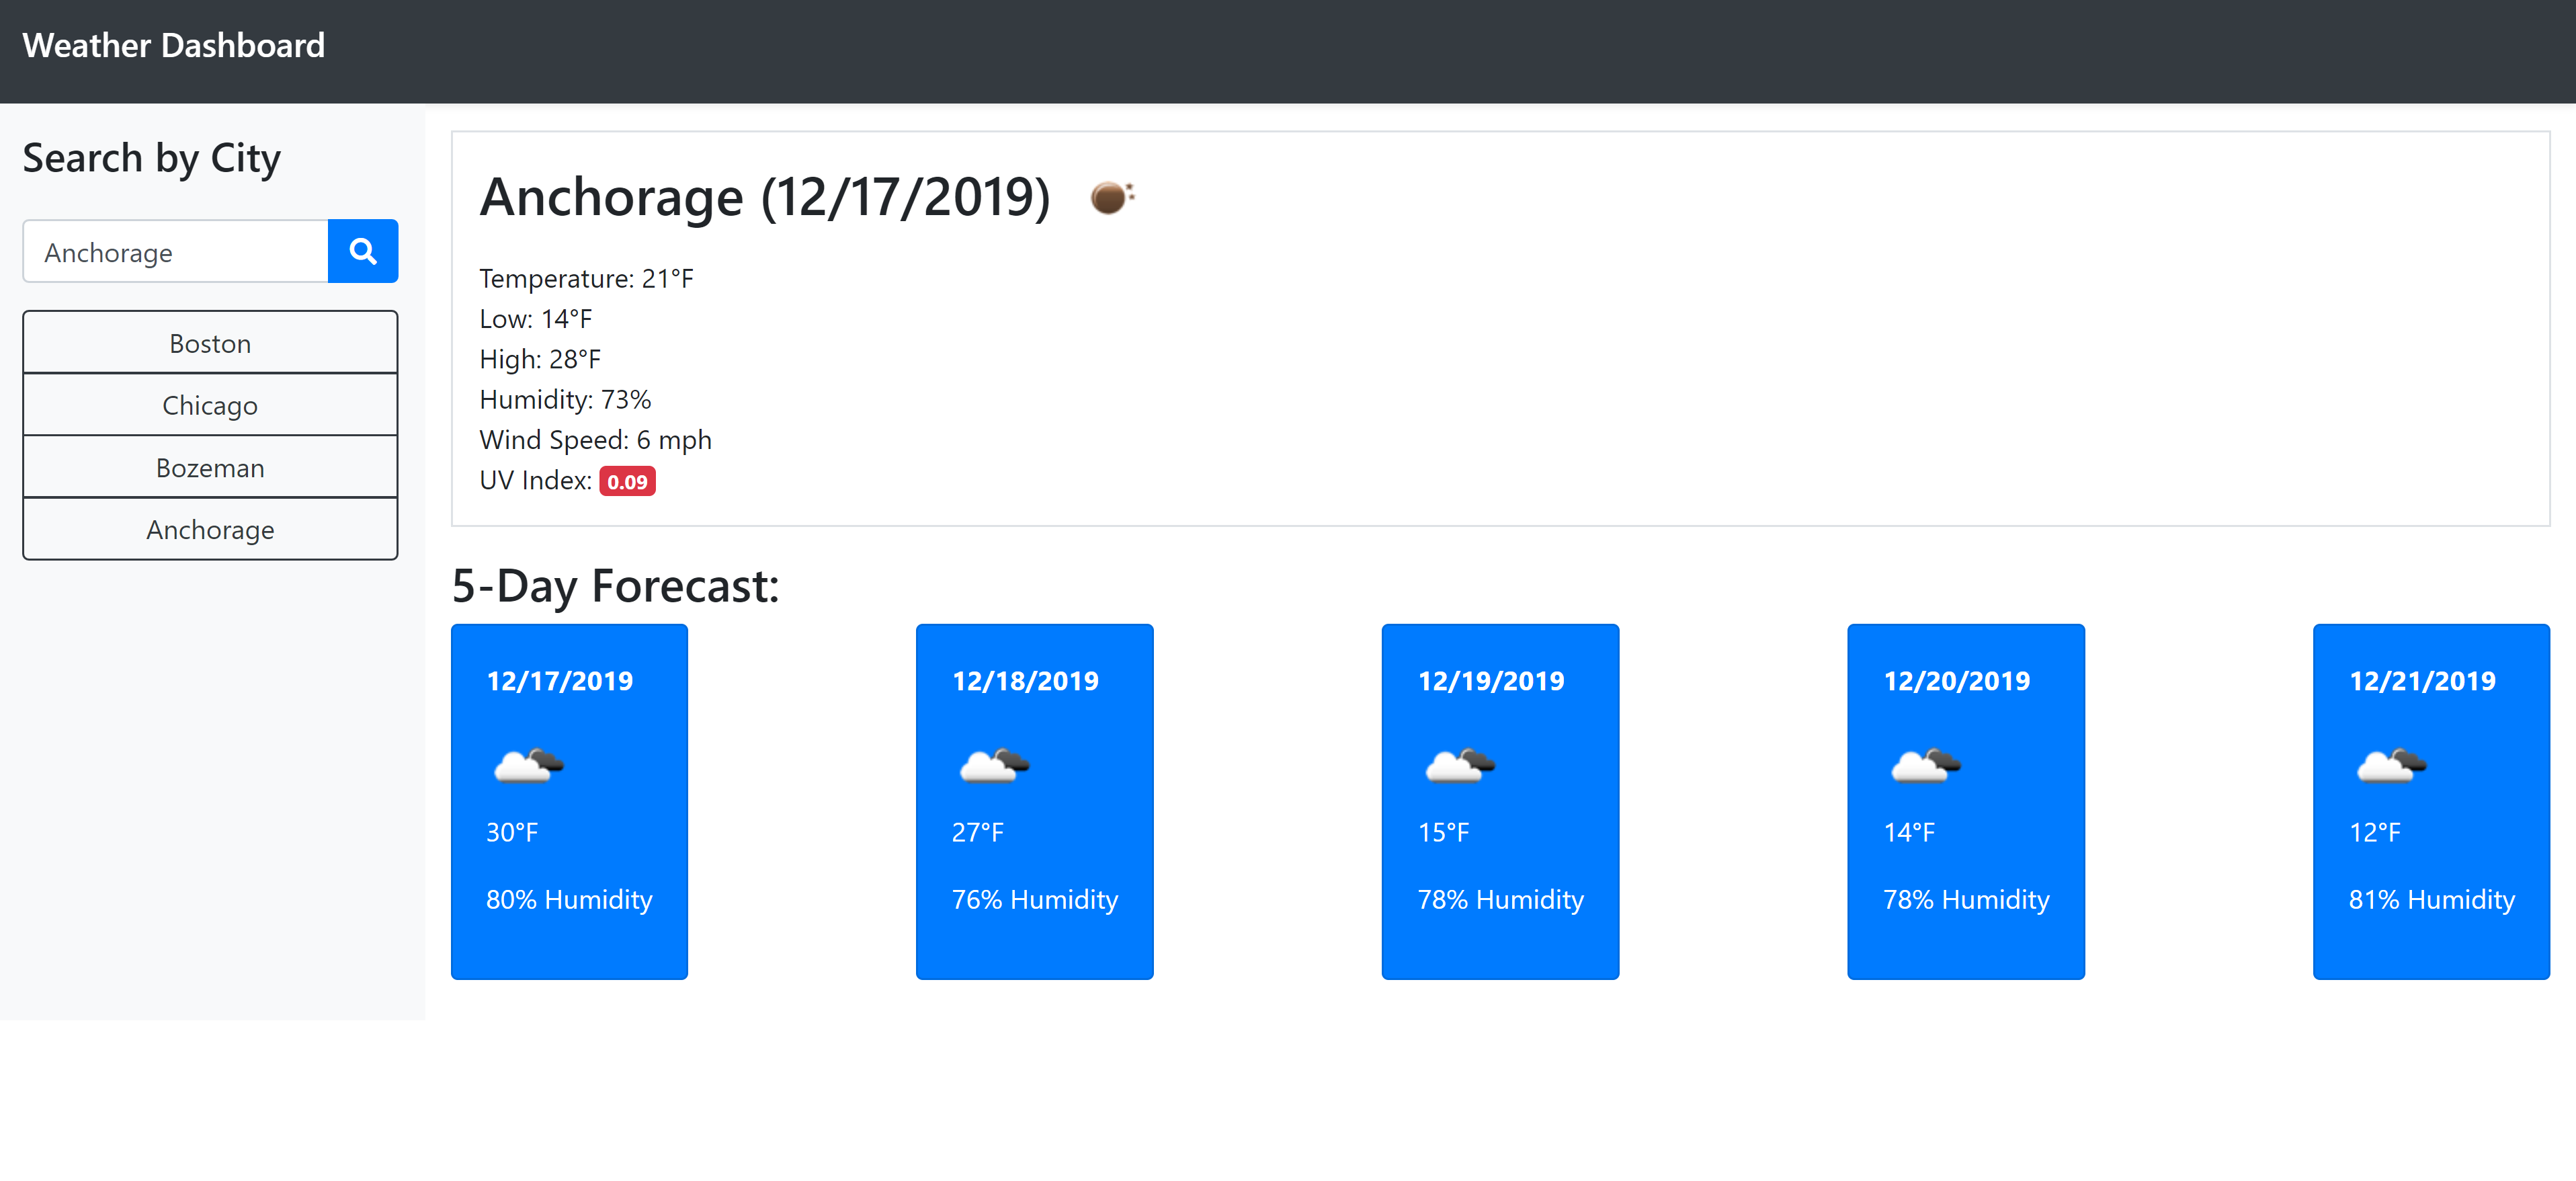 Weather Dashboard
Search by City
Anchorage
Boston
Chicago
Bozeman
Anchorage
Anchorage (12/17/2019)
Temperature: 21°F
Low: 14°F
High: 28°F
Humidity: 73%
Wind Speed: 6 mph
UV Index: 0.09
5-Day Forecast:
12/17/2019
30°F
80% Humidity
12/18/2019
27°F
76% Humidity
12/19/2019
15°F
78% Humidity
12/20/2019
14°F
78% Humidity
12/21/2019
12°F
81% Humidity